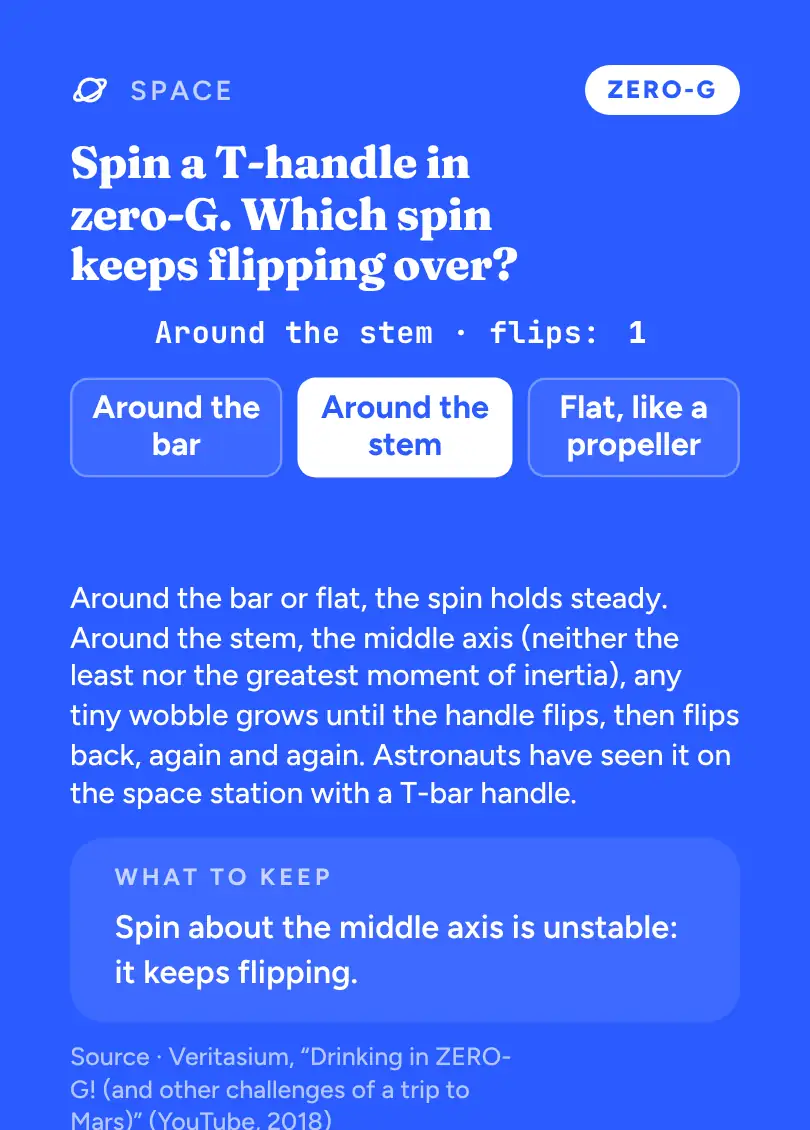 SPACE
ZERO-G
Spin a T-handle in
zero-G. Which spin
keeps flipping over?
Around the stem · flips: 1
Around the
bar
Around the
stem
Flat, like a
propeller
Around the bar or flat, the spin holds steady.
Around the stem, the middle axis (neither the
least nor the greatest moment of inertia), any
tiny wobble grows until the handle flips, then flips
back, again and again. Astronauts have seen it on
the space station with a T-bar handle.
WHAT TO KEEP
Spin about the middle axis is unstable:
it keeps flipping.
Source · Veritasium, “Drinking in ZERO-
G! (and other challenges of a trip to
Mars)” (YouTube, 2018)